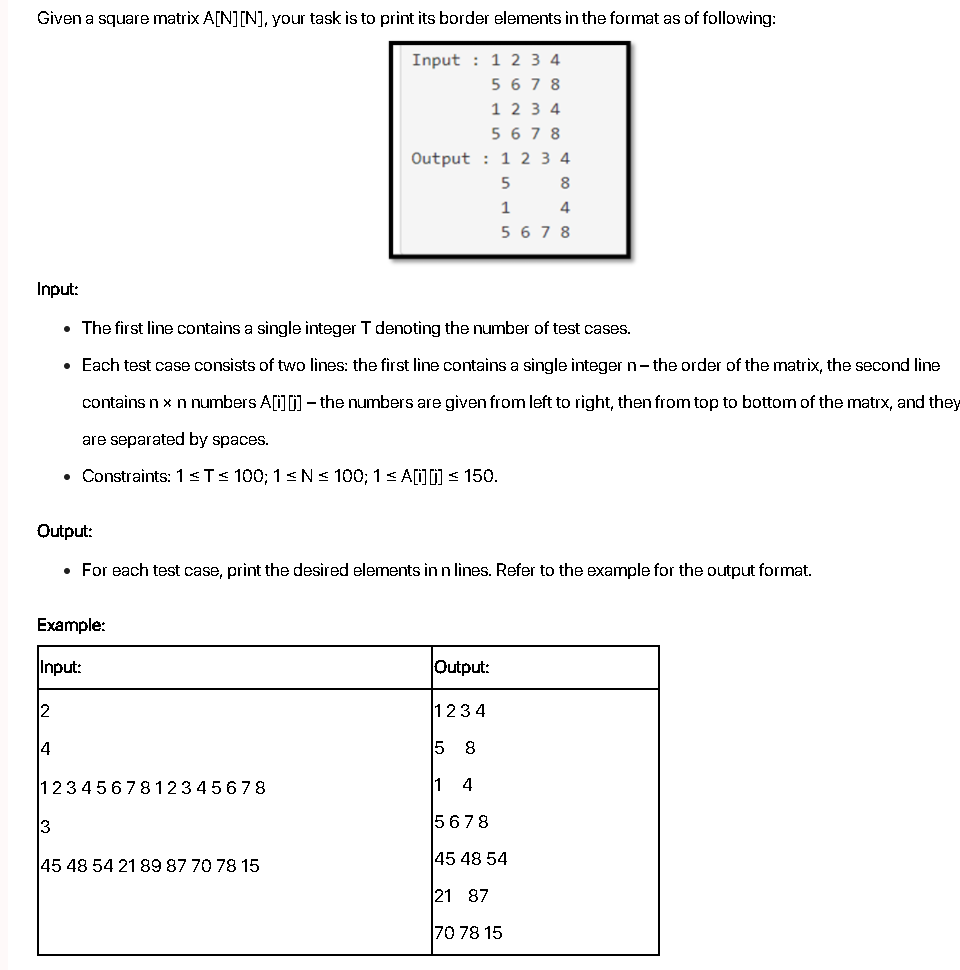 Given a square matrix A[N][N], your task is to print its border elements in the format as of following:
Input : 1 2 3 4
5 6 7 8
1 2 3 4
5 6 7 8
Output : 1 2 3 4
5     8
1     4
5 6 7 8
Input:
• The first line contains a single integer T denoting the number of test cases.
• Each test case consists of two lines: the first line contains a single integer n – the order of the matrix, the second line
contains n × n numbers A[i][j] – the numbers are given from left to right, then from top to bottom of the matrx, and they
are separated by spaces.
• Constraints: 1 ≤ T ≤ 100; 1 ≤ N ≤ 100; 1 ≤ A[i][j] ≤ 150.
Output:
• For each test case, print the desired elements in n lines. Refer to the example for the output format.
Example:
Input:
2
4
1 2 3 4 5 6 7 8 1 2 3 4 5 6 7 8
3
45 48 54 21 89 87 70 78 15
Output:
1 2 3 4
5   8
1   4
5 6 7 8
45 48 54
21   87
70 78 15